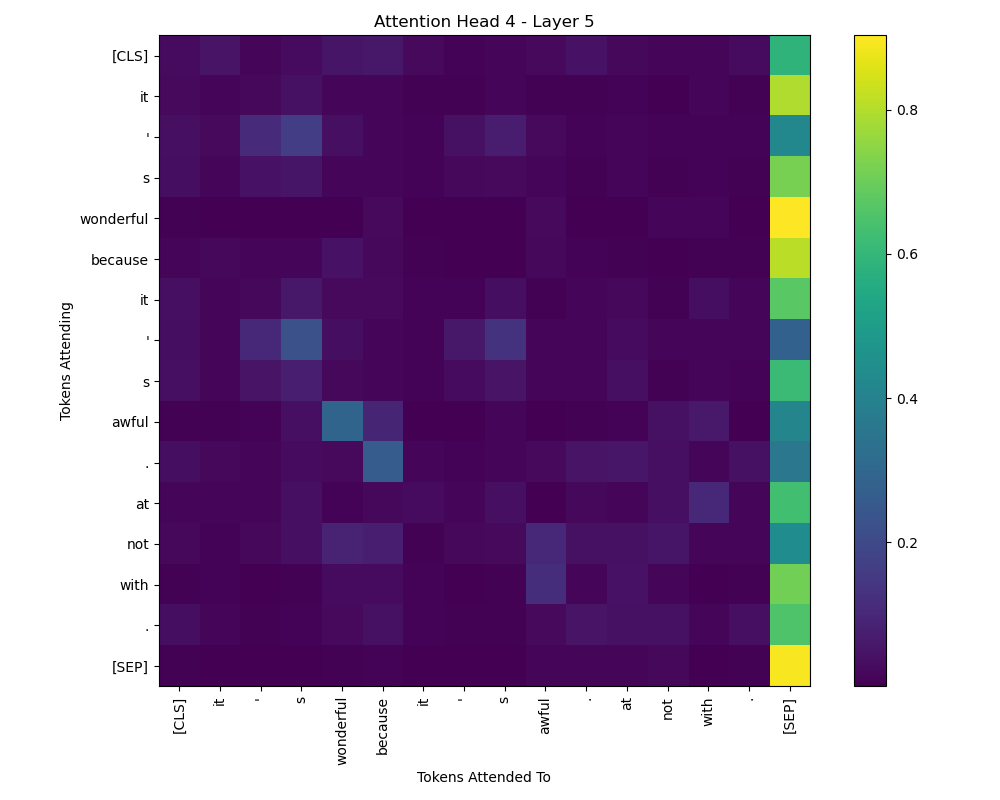 Attention Head 4 - Layer 5
Tokens Attending
[CLS]
it
'
s
wonderful
because
it
'
s
awful
.
at
not
with
.
[SEP]
[CLS]
it
'
s
wonderful
because
it
'
s
awful
.
at
not
with
.
[SEP]
Tokens Attended To
0.8
0.6
0.4
0.2